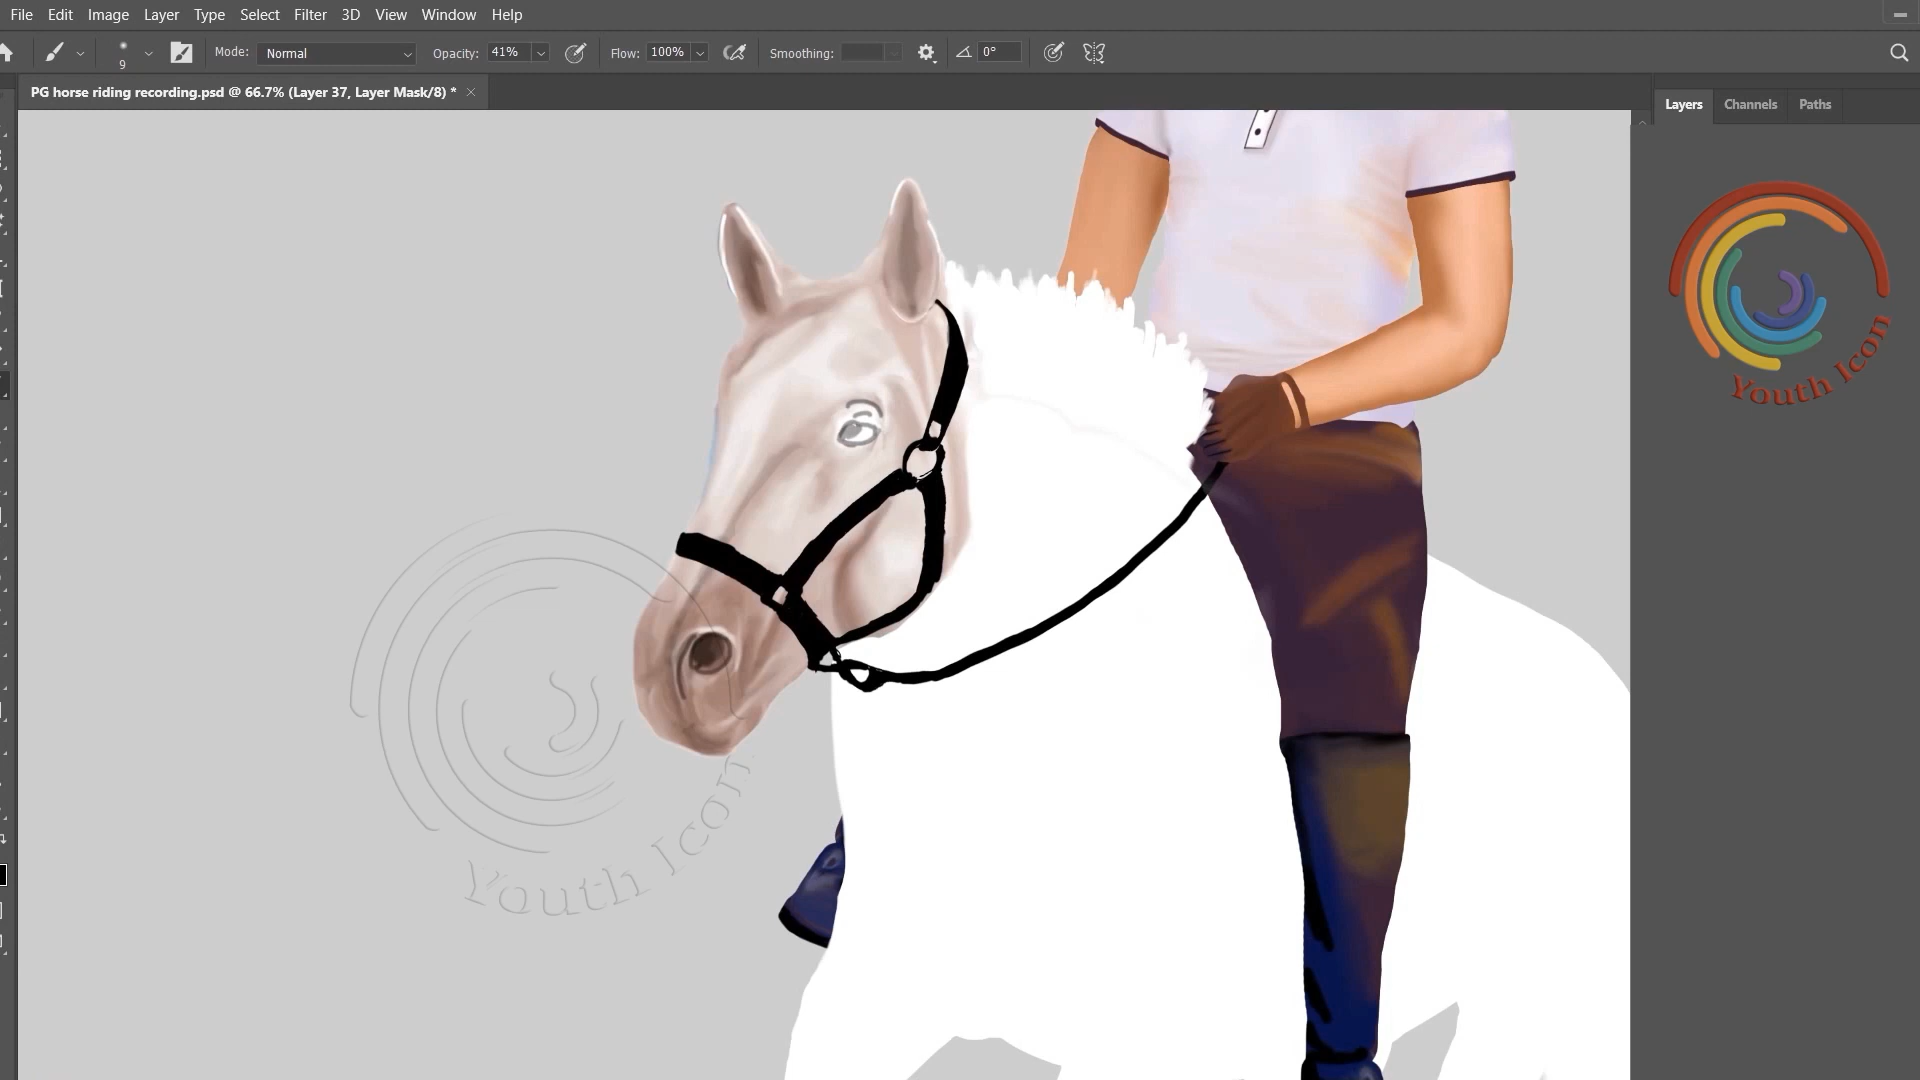 File Edit Image Layer Type Select Filter 3D View Window Help
9 Mode: Normal Opacity: 41% Flow: 100% Smoothing: 0°
PG horse riding recording.psd @ 66.7% (Layer 37, Layer Mask/8) * ×
Layers Channels Paths
Youth Icon
Youth Icon